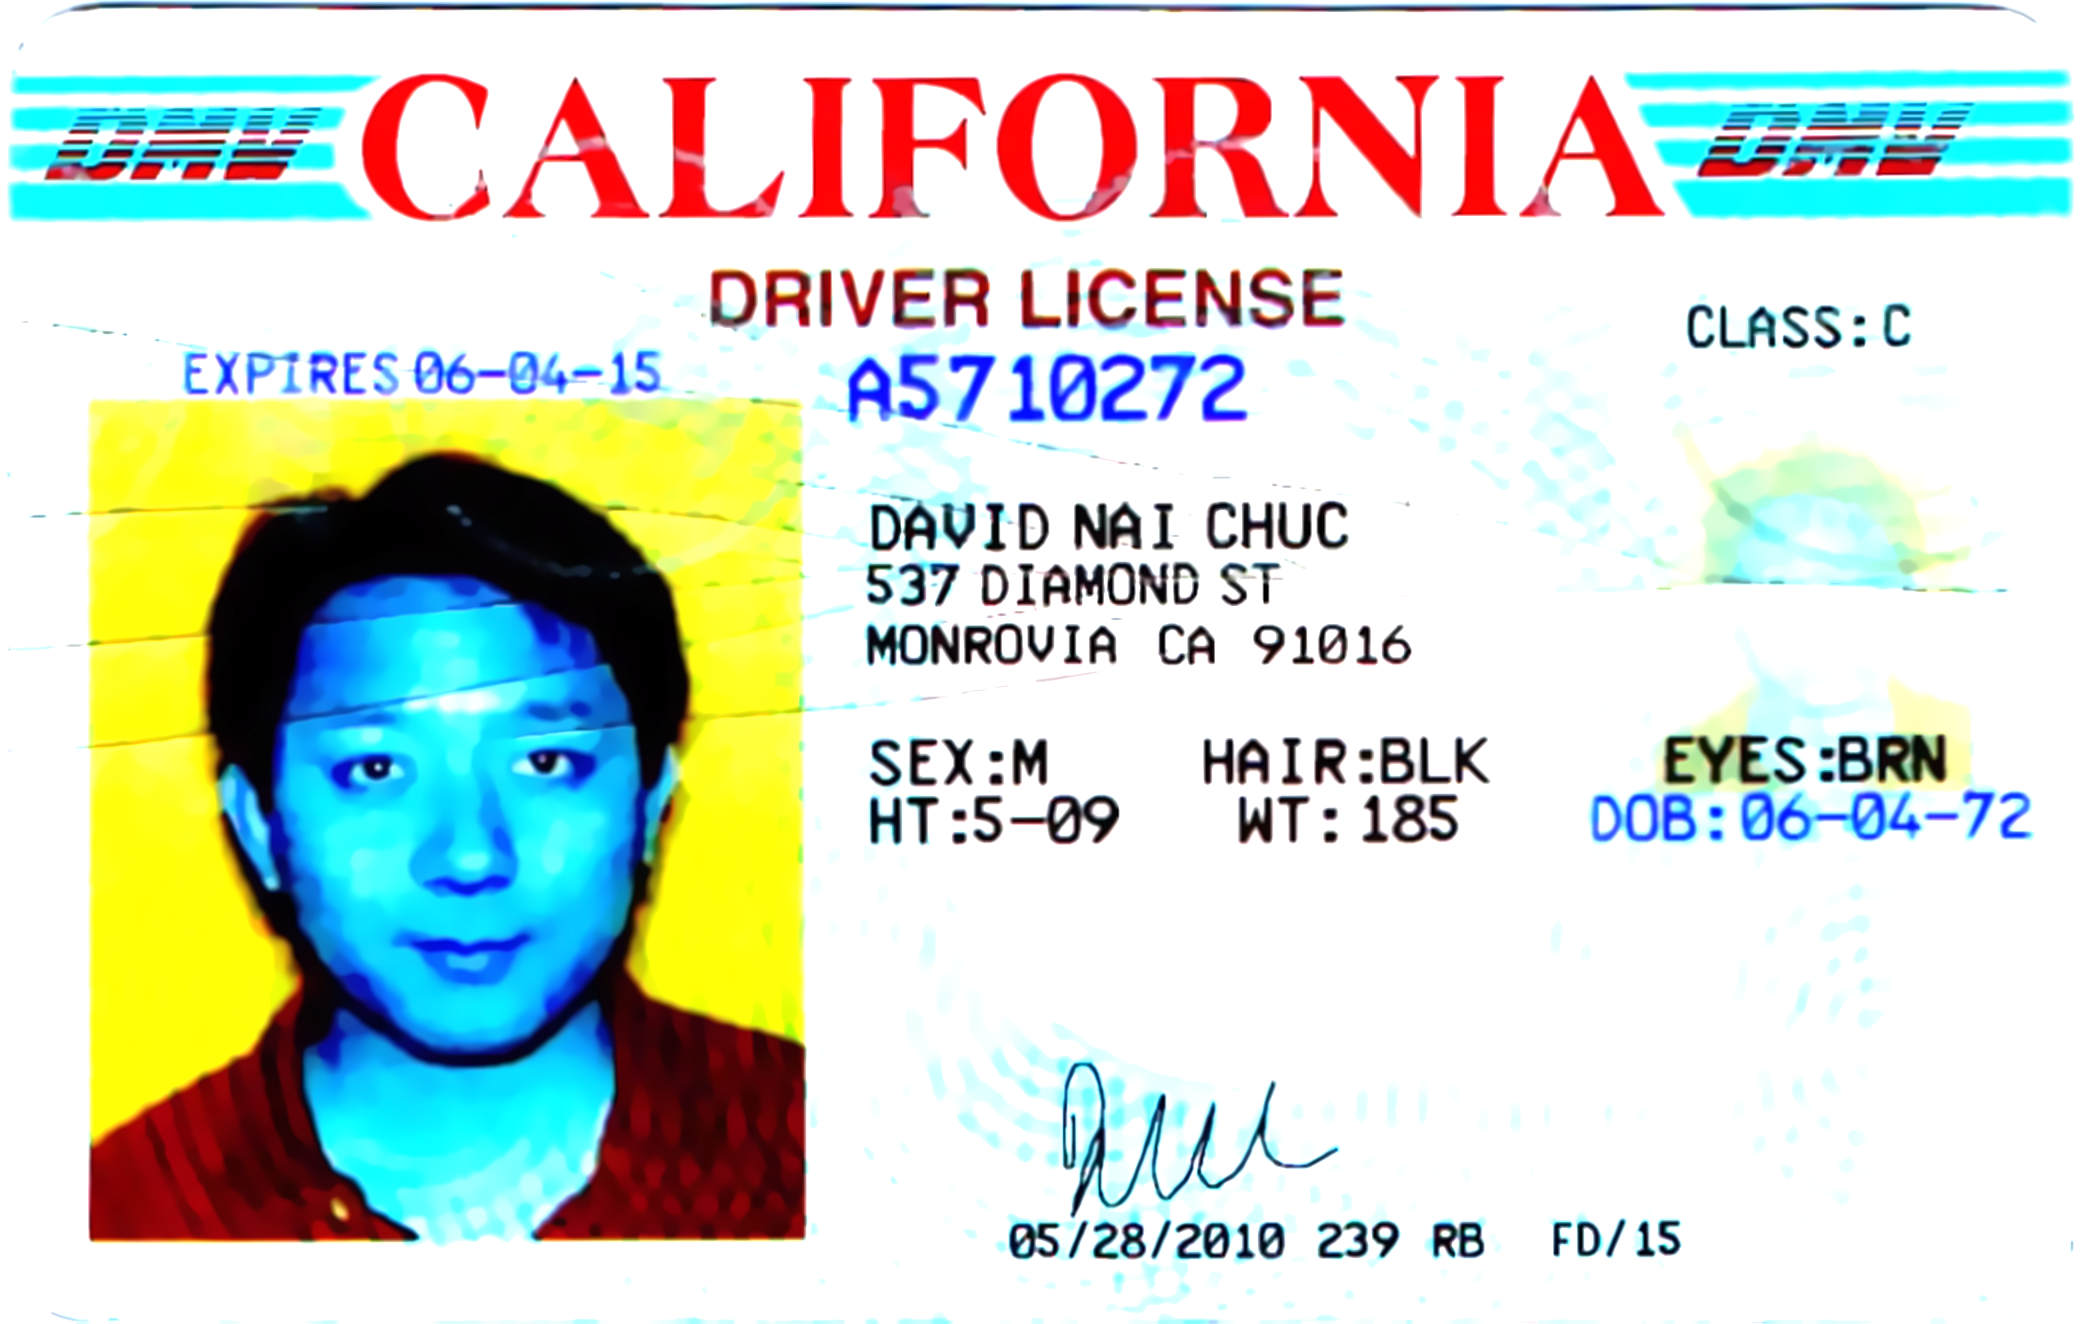 DMV CALIFORNIA DMV
DRIVER LICENSE
CLASS:C
EXPIRES 06-04-15 A5710272
DAVID NAI CHUC
537 DIAMOND ST
MONROVIA CA 91016
SEX:M HAIR:BLK EYES:BRN
HT:5-09 WT:185 DOB:06-04-72
05/28/2010 239 RB FD/15